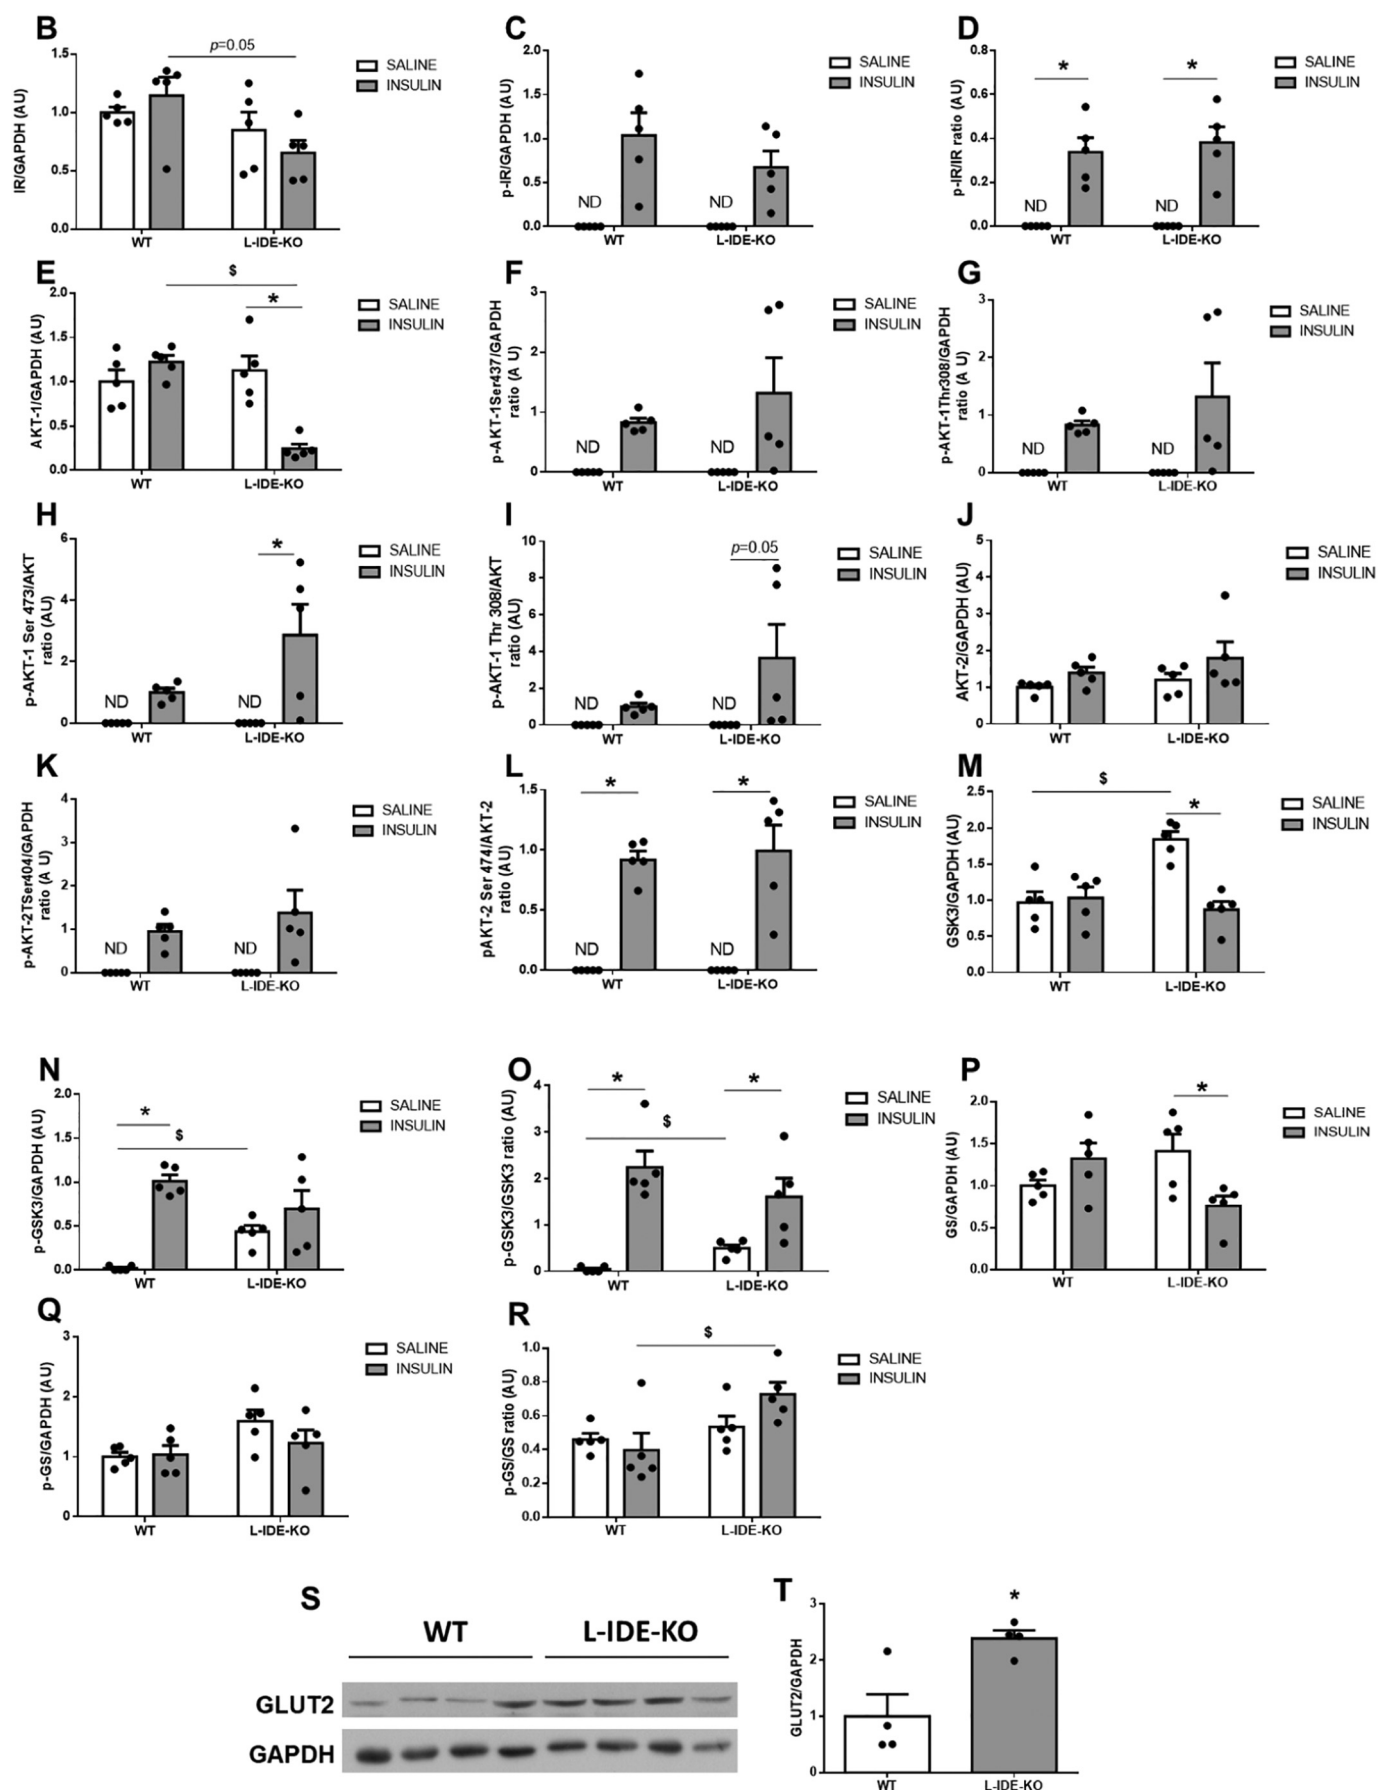 B
p=0.05
SALINE
INSULIN
IR/GAPDH (AU)
1.5
1.0
0.5
0.0
WT
L-IDE-KO
C
SALINE
INSULIN
p-IR/GAPDH (AU)
2.0
1.5
1.0
0.5
0.0
ND
ND
WT
L-IDE-KO
D
*
*
SALINE
INSULIN
p-IR/IR ratio (AU)
0.8
0.6
0.4
0.2
0.0
ND
ND
WT
L-IDE-KO
E
$
*
SALINE
INSULIN
AKT-1/GAPDH (AU)
2.0
1.5
1.0
0.5
0.0
WT
L-IDE-KO
F
SALINE
INSULIN
p-AKT-1Ser437/GAPDH
ratio (A U)
3
2
1
0
ND
ND
WT
L-IDE-KO
G
SALINE
INSULIN
p-AKT-1Thr308/GAPDH
ratio (A U)
3
2
1
0
ND
ND
WT
L-IDE-KO
H
*
SALINE
INSULIN
p-AKT-1 Ser 473/AKT
ratio (AU)
6
4
2
0
ND
ND
WT
L-IDE-KO
I
p=0.05
SALINE
INSULIN
p-AKT-1 Thr 308/AKT
ratio (AU)
10
8
6
4
2
0
ND
ND
WT
L-IDE-KO
J
SALINE
INSULIN
AKT-2/GAPDH (AU)
5
4
3
2
1
0
WT
L-IDE-KO
K
SALINE
INSULIN
p-AKT-2TSer404/GAPDH
ratio (A U)
4
3
2
1
0
ND
ND
WT
L-IDE-KO
L
*
*
SALINE
INSULIN
pAKT-2 Ser 474/AKT-2
ratio (AU)
1.5
1.0
0.5
0.0
ND
ND
WT
L-IDE-KO
M
$
*
SALINE
INSULIN
GSK3/GAPDH (AU)
2.5
2.0
1.5
1.0
0.5
0.0
WT
L-IDE-KO
N
*
$
SALINE
INSULIN
p-GSK3/GAPDH (AU)
2.0
1.5
1.0
0.5
0.0
WT
L-IDE-KO
O
*
*
$
SALINE
INSULIN
p-GSK3/GSK3 ratio (AU)
4
3
2
1
0
WT
L-IDE-KO
P
*
SALINE
INSULIN
GS/GAPDH (AU)
2.0
1.5
1.0
0.5
0.0
WT
L-IDE-KO
Q
SALINE
INSULIN
p-GS/GAPDH (AU)
3
2
1
0
WT
L-IDE-KO
R
$
SALINE
INSULIN
p-GS/GS ratio (AU)
1.0
0.8
0.6
0.4
0.2
0.0
WT
L-IDE-KO
S
WT
L-IDE-KO
GLUT2
GAPDH
T
*
GLUT2/GAPDH
3
2
1
0
WT
L-IDE-KO